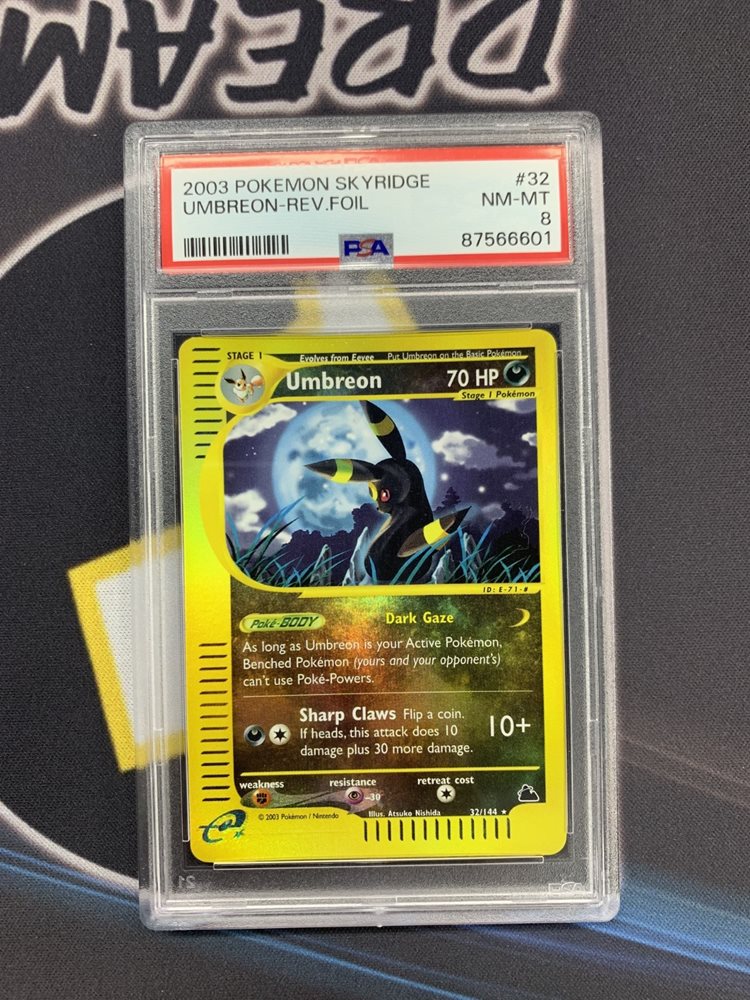 DREAM
2003 POKEMON SKYRIDGE #32
UMBREON-REV.FOIL NM-MT
8
PSA 87566601
STAGE 1 Evolves from Eevee Put Umbreon on the Basic Pokémon
Umbreon 70 HP
Stage 1 Pokémon
ID: E-71-#
Poké-BODY Dark Gaze
As long as Umbreon is your Active Pokémon,
Benched Pokémon (yours and your opponent's)
can't use Poké-Powers.
Sharp Claws Flip a coin. 10+
If heads, this attack does 10
damage plus 30 more damage.
weakness resistance retreat cost
-30
Illus. Atsuko Nishida 32/144 ★
© 2003 Pokémon / Nintendo
e